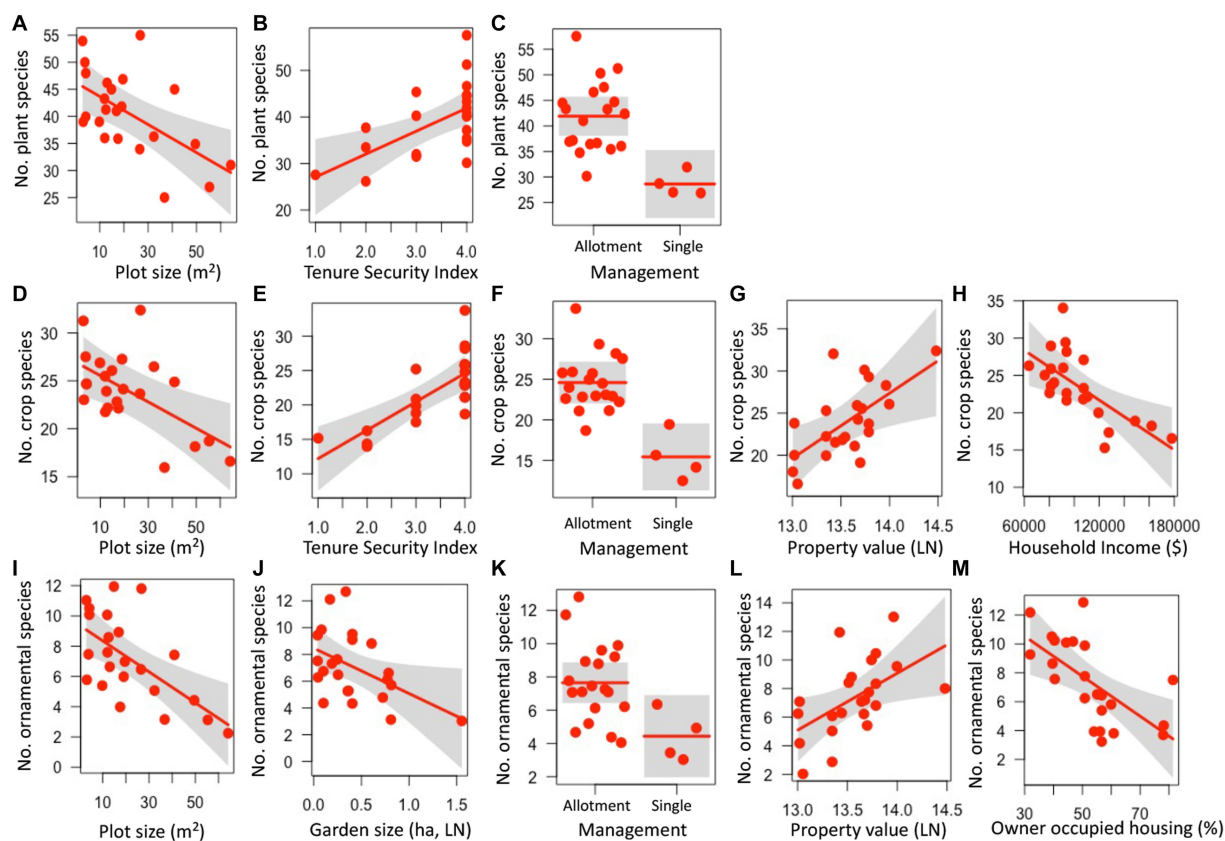 A
No. plant species
55
50
45
40
35
30
25
10
30
50
Plot size (m²)
B
No. plant species
50
40
30
20
1.0
2.0
3.0
4.0
Tenure Security Index
C
No. plant species
55
50
45
40
35
30
25
Allotment
Single
Management
D
No. crop species
30
25
20
15
10
30
50
Plot size (m²)
E
No. crop species
30
25
20
15
10
1.0
2.0
3.0
4.0
Tenure Security Index
F
No. crop species
30
25
20
15
Allotment
Single
Management
G
No. crop species
35
30
25
20
13.0
13.5
14.0
14.5
Property value (LN)
H
No. crop species
35
30
25
20
15
10
60000
120000
180000
Household Income ($)
I
No. ornamental species
12
10
8
6
4
2
0
10
30
50
Plot size (m²)
J
No. ornamental species
12
10
8
6
4
2
0
0.0
0.5
1.0
1.5
Garden size (ha, LN)
K
No. ornamental species
12
10
8
6
4
2
Allotment
Single
Management
L
No. ornamental species
14
12
10
8
6
4
2
13.0
13.5
14.0
14.5
Property value (LN)
M
No. ornamental species
12
10
8
6
4
2
30
50
70
Owner occupied housing (%)